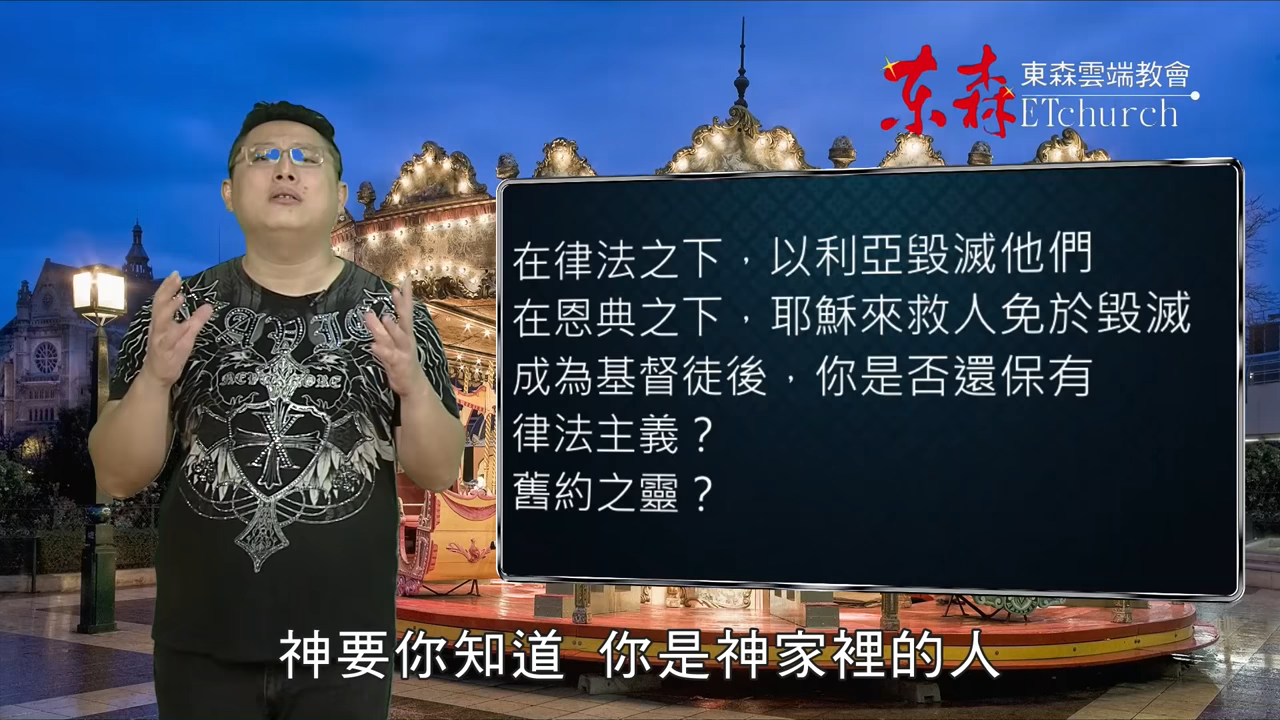 东森
東森雲端教會
ETchurch
在律法之下，以利亞毀滅他們
在恩典之下，耶穌來救人免於毀滅
成為基督徒後，你是否還保有
律法主義？
舊約之靈？
神要你知道 你是神家裡的人